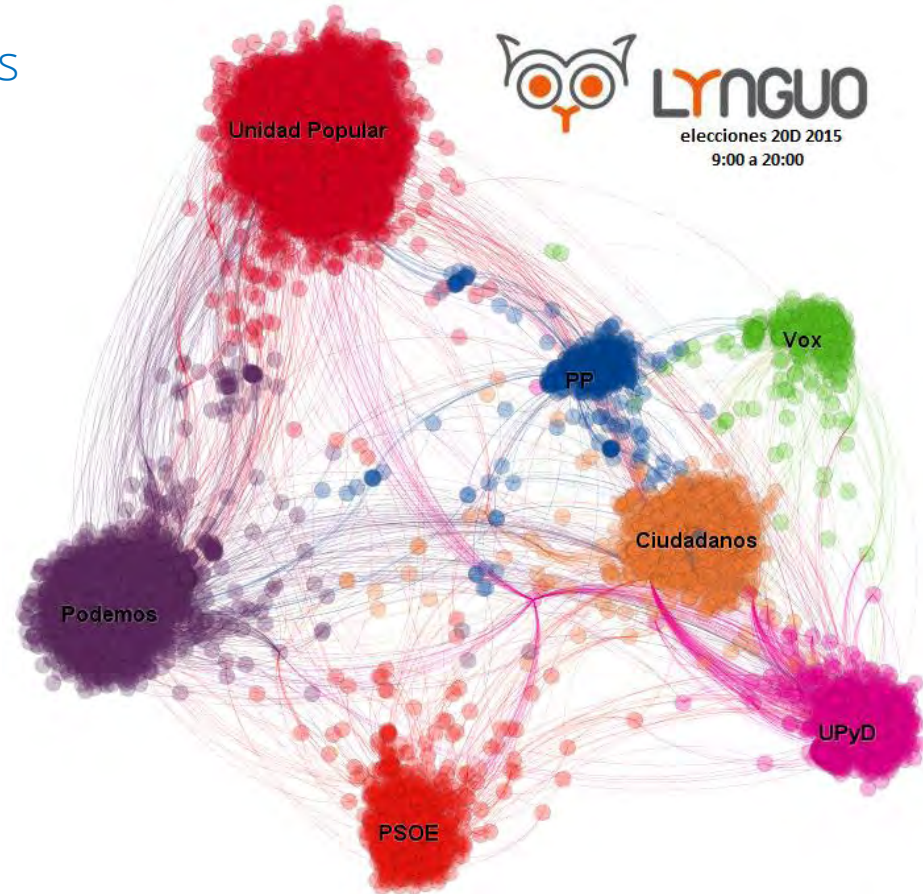 s
LYNGUO
elecciones 20D 2015
9:00 a 20:00
Unidad Popular
Vox
PP
Ciudadanos
Podemos
UPyD
PSOE